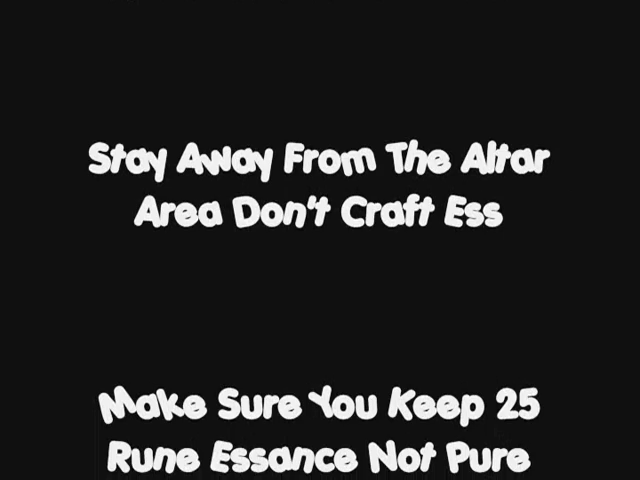 Stay Away From The Altar
Area Don't Craft Ess
Make Sure You Keep 25
Rune Essance Not Pure